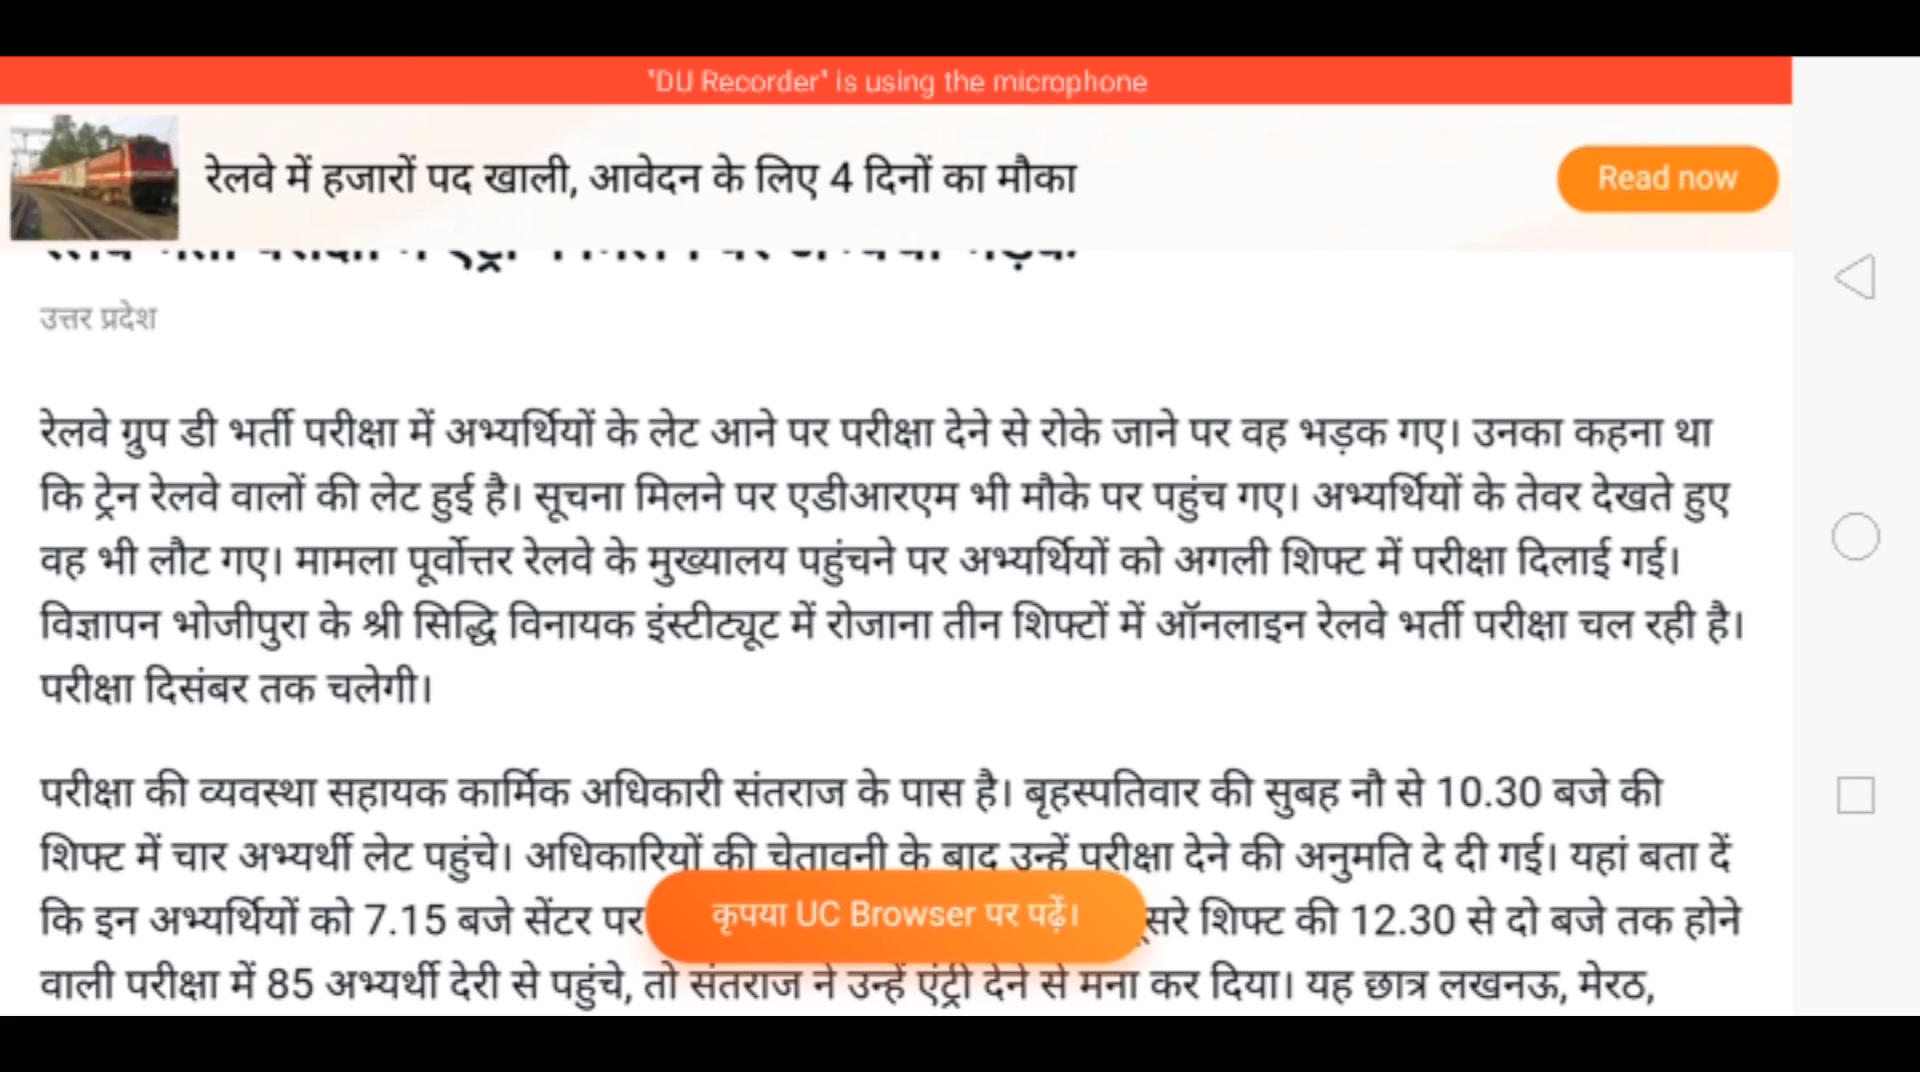 "DU Recorder" is using the microphone
रेलवे में हजारों पद खाली, आवेदन के लिए 4 दिनों का मौका
Read now
उत्तर प्रदेश
रेलवे ग्रुप डी भर्ती परीक्षा में अभ्यर्थियों के लेट आने पर परीक्षा देने से रोके जाने पर वह भड़क गए। उनका कहना था
कि ट्रेन रेलवे वालों की लेट हुई है। सूचना मिलने पर एडीआरएम भी मौके पर पहुंच गए। अभ्यर्थियों के तेवर देखते हुए
वह भी लौट गए। मामला पूर्वोत्तर रेलवे के मुख्यालय पहुंचने पर अभ्यर्थियों को अगली शिफ्ट में परीक्षा दिलाई गई।
विज्ञापन भोजीपुरा के श्री सिद्धि विनायक इंस्टीट्यूट में रोजाना तीन शिफ्टों में ऑनलाइन रेलवे भर्ती परीक्षा चल रही है।
परीक्षा दिसंबर तक चलेगी।
परीक्षा की व्यवस्था सहायक कार्मिक अधिकारी संतराज के पास है। बृहस्पतिवार की सुबह नौ से 10.30 बजे की
शिफ्ट में चार अभ्यर्थी लेट पहुंचे। अधिकारियों की चेतावनी के बाद उन्हें परीक्षा देने की अनुमति दे दी गई। यहां बता दें
कि इन अभ्यर्थियों को 7.15 बजे सेंटर पर शिफ्ट की 12.30 से दो बजे तक होने
कृपया UC Browser पर पढ़ें।
वाली परीक्षा में 85 अभ्यर्थी देरी से पहुंचे, तो संतराज ने उन्हें एंट्री देने से मना कर दिया। यह छात्र लखनऊ, मेरठ,